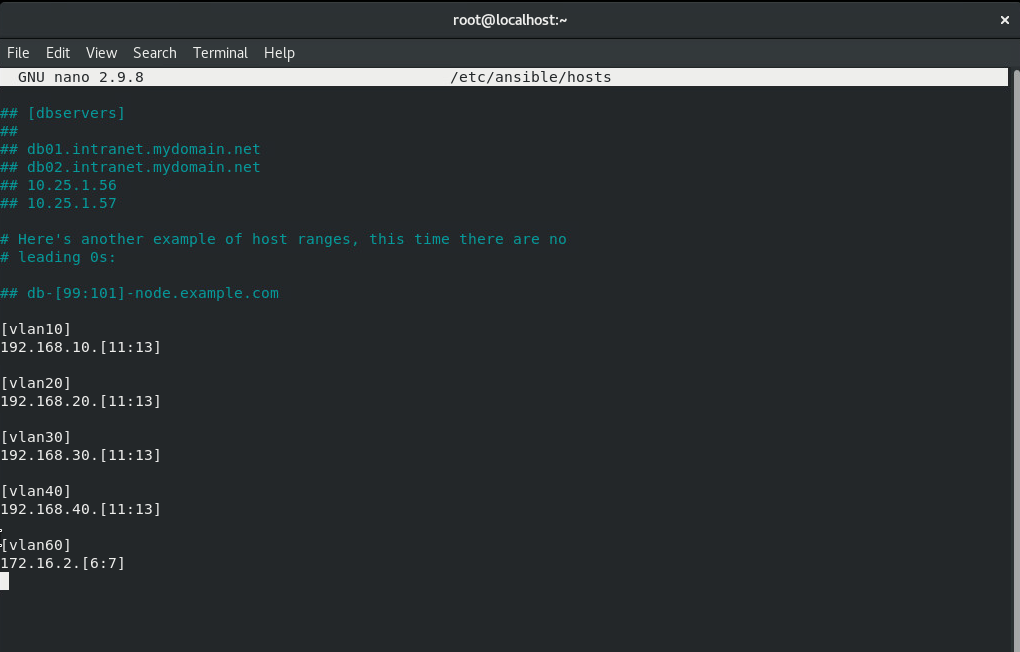 root@localhost:~
File Edit View Search Terminal Help
GNU nano 2.9.8 /etc/ansible/hosts
## [dbservers]
##
## db01.intranet.mydomain.net
## db02.intranet.mydomain.net
## 10.25.1.56
## 10.25.1.57
# Here's another example of host ranges, this time there are no
# leading 0s:
## db-[99:101]-node.example.com
[vlan10]
192.168.10.[11:13]
[vlan20]
192.168.20.[11:13]
[vlan30]
192.168.30.[11:13]
[vlan40]
192.168.40.[11:13]
[vlan60]
172.16.2.[6:7]